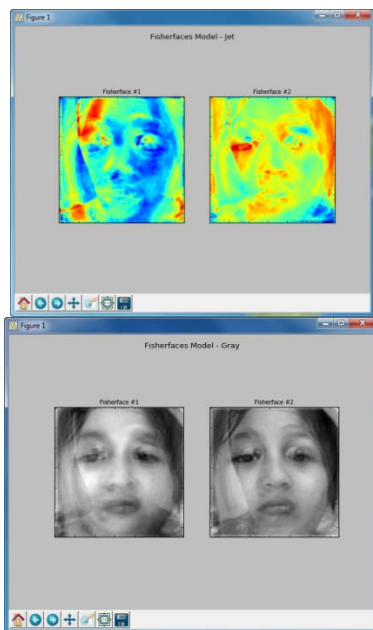 Figure 1
Fisherfaces Model - Jet
Fisherface #1 Fisherface #2
Figure 1
Fisherfaces Model - Gray
Fisherface #1 Fisherface #2